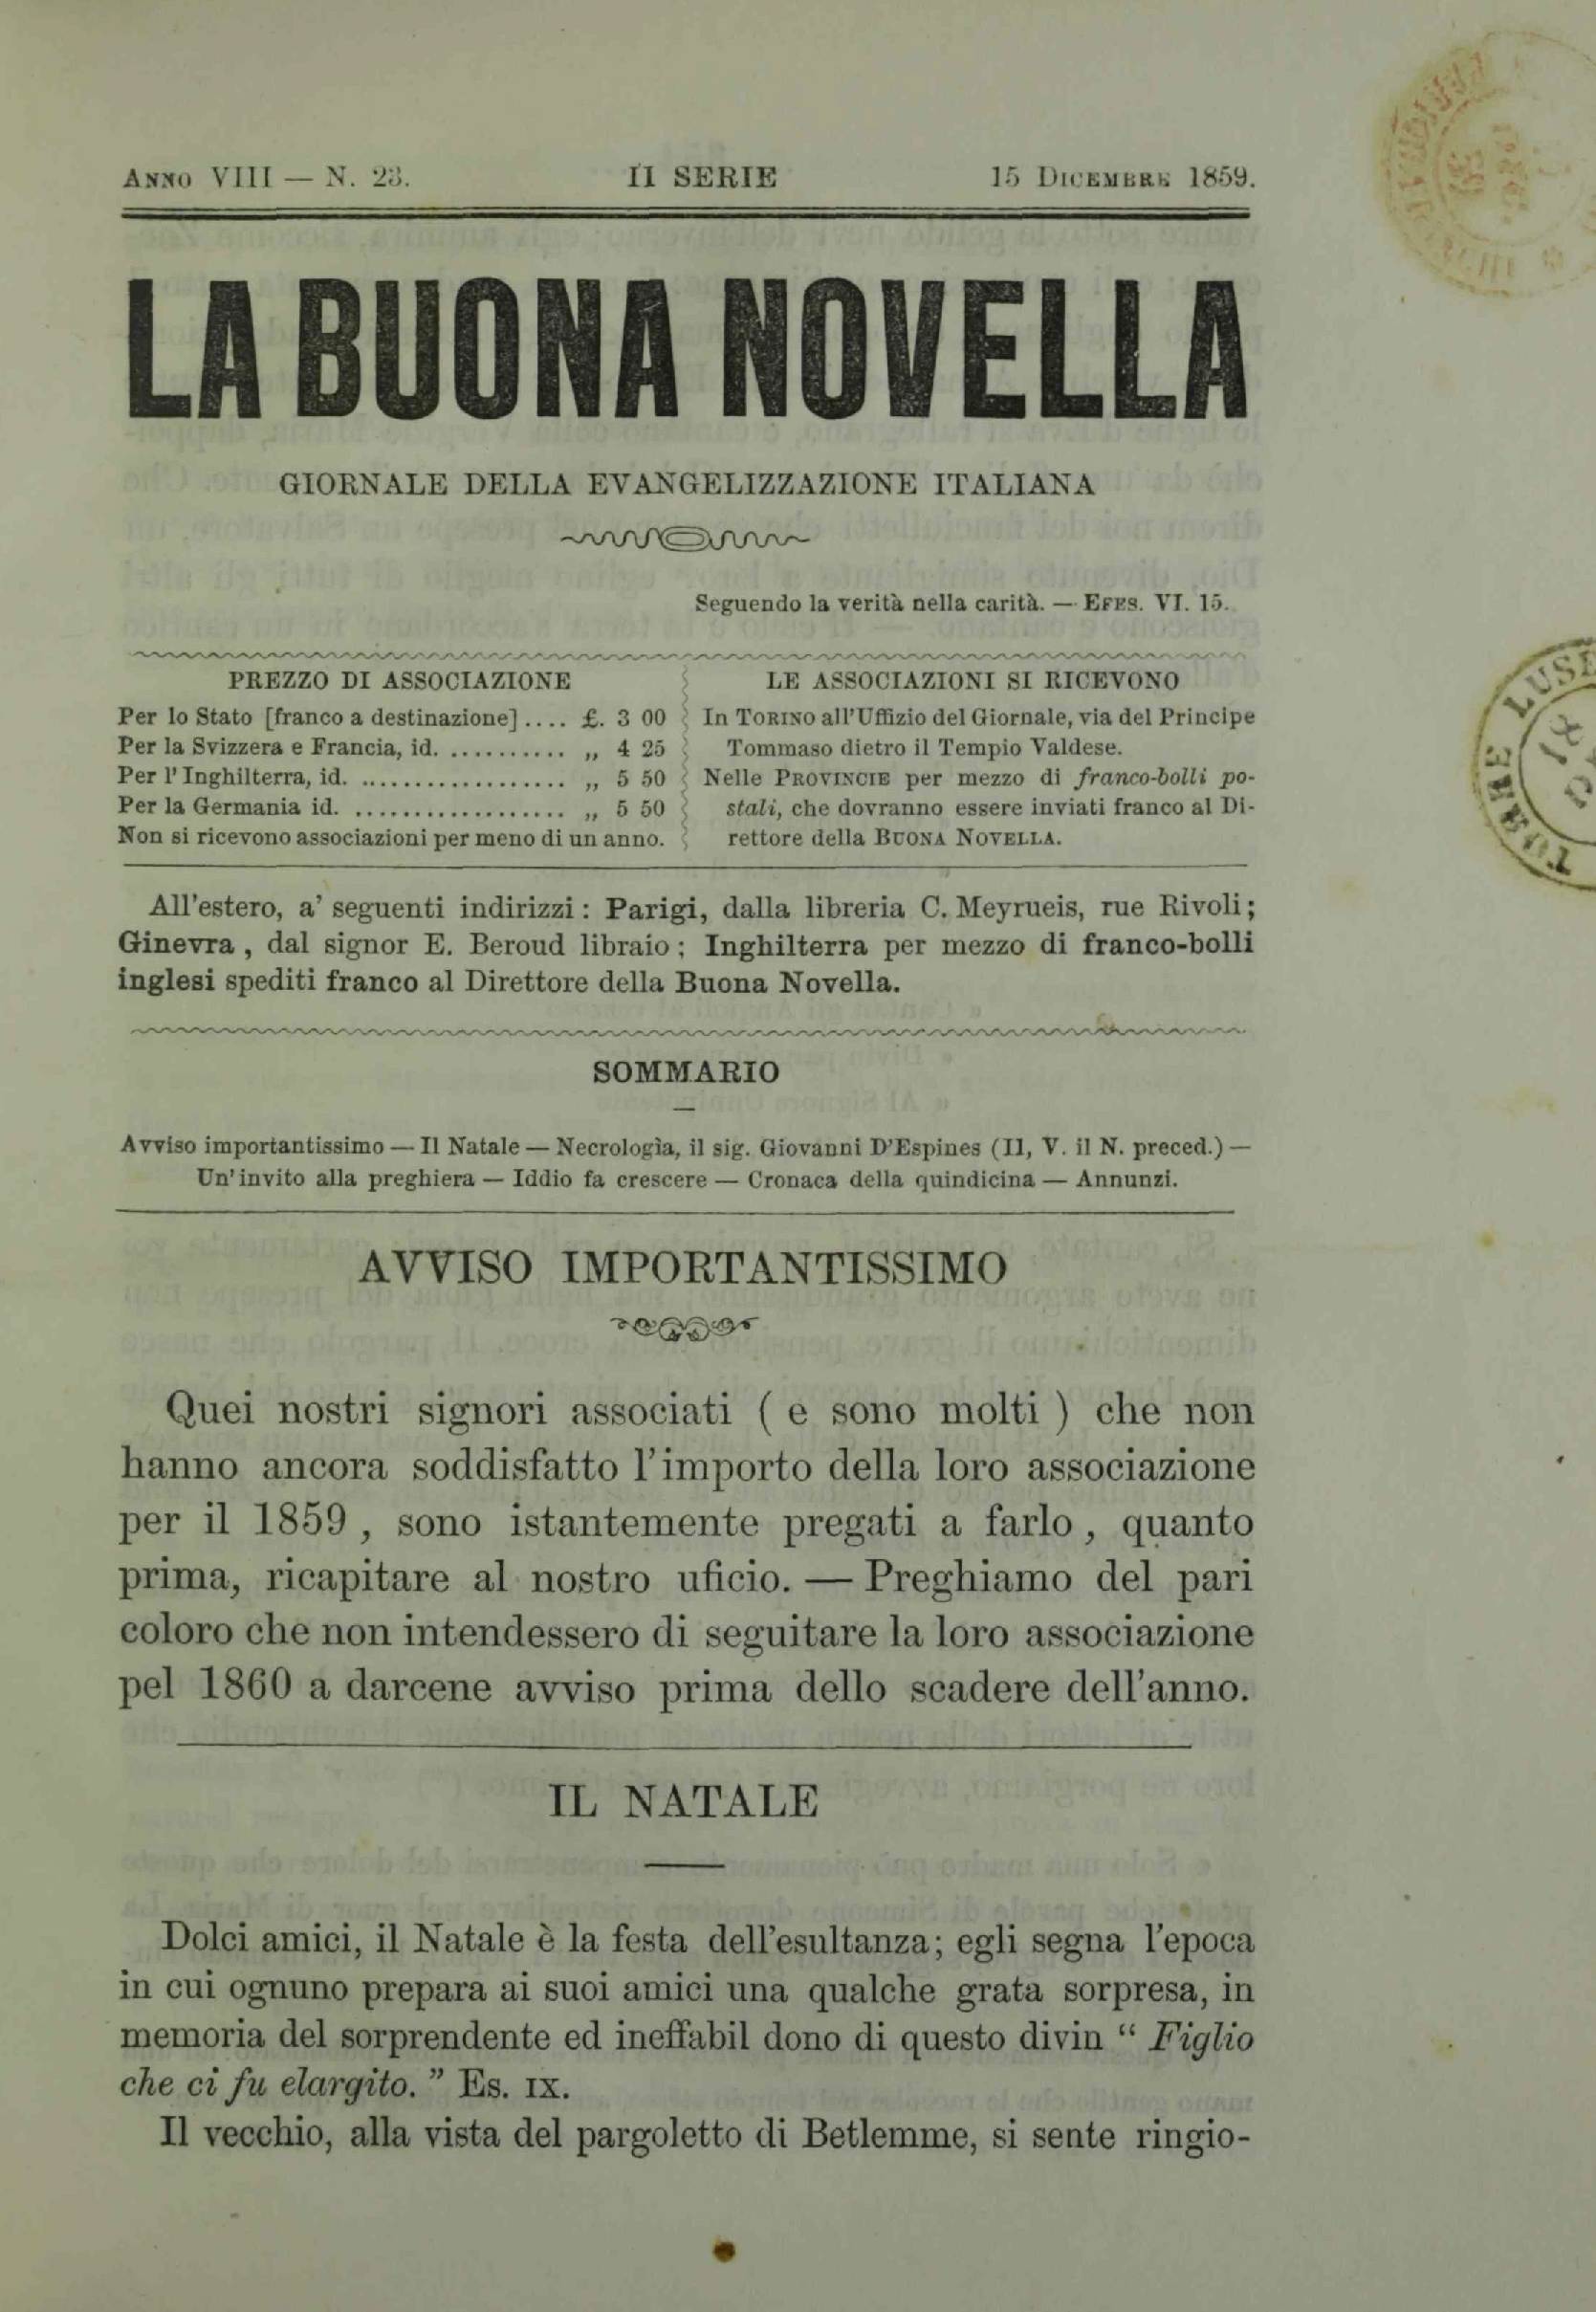 ANNO VIII — N. 23.
II SERIE
15 DICEMBRE 1859.
LA BUONA NOVELLA
GIORNALE DELLA EVANGELIZZAZIONE ITALIANA
Seguendo la verità nella carità. — EFES. VI. 15.
PREZZO DI ASSOCIAZIONE
Per lo Stato [franco a destinazione] .... £. 3 00
Per la Svizzera e Francia, id. ........... „ 4 25
Per l'Inghilterra, id. .................. „ 5 50
Per la Germania id. .................. „ 5 50
Non si ricevono associazioni per meno di un anno.
LE ASSOCIAZIONI SI RICEVONO
In TORINO all'Uffizio del Giornale, via del Principe
Tommaso dietro il Tempio Valdese.
Nelle PROVINCIE per mezzo di franco-bolli po-
stali, che dovranno essere inviati franco al Di-
rettore della BUONA NOVELLA.
All'estero, a' seguenti indirizzi: Parigi, dalla libreria C. Meyrueis, rue Rivoli;
Ginevra, dal signor E. Beroud libraio; Inghilterra per mezzo di franco-bolli
inglesi spediti franco al Direttore della Buona Novella.
SOMMARIO
Avviso importantissimo — Il Natale — Necrologìa, il sig. Giovanni D'Espines (II, V. il N. preced.) —
Un'invito alla preghiera — Iddio fa crescere — Cronaca della quindicina — Annunzi.
AVVISO IMPORTANTISSIMO
Quei nostri signori associati ( e sono molti ) che non
hanno ancora soddisfatto l'importo della loro associazione
per il 1859 , sono istantemente pregati a farlo , quanto
prima, ricapitare al nostro uficio. — Preghiamo del pari
coloro che non intendessero di seguitare la loro associazione
pel 1860 a darcene avviso prima dello scadere dell'anno.
IL NATALE
Dolci amici, il Natale è la festa dell'esultanza; egli segna l'epoca
in cui ognuno prepara ai suoi amici una qualche grata sorpresa, in
memoria del sorprendente ed ineffabil dono di questo divin “ Figlio
che ci fu elargito. ” Es. IX.
Il vecchio, alla vista del pargoletto di Betlemme, si sente ringio-
TORRE LUSE